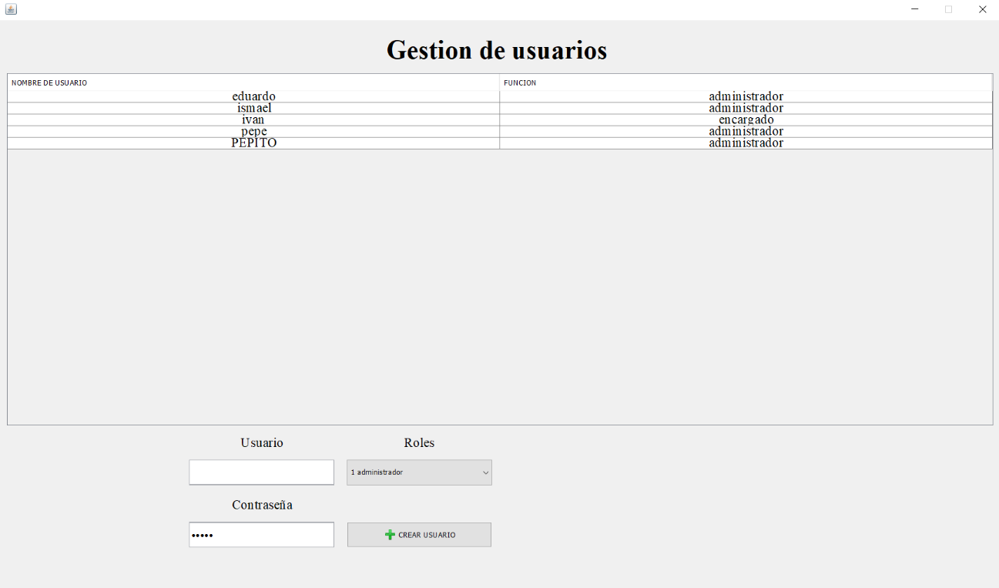 Gestion de usuarios
NOMBRE DE USUARIO FUNCION
eduardo administrador
ismael administrador
ivan encargado
pepe administrador
PEPITO administrador
Usuario Roles
1 administrador
Contraseña
••••• CREAR USUARIO